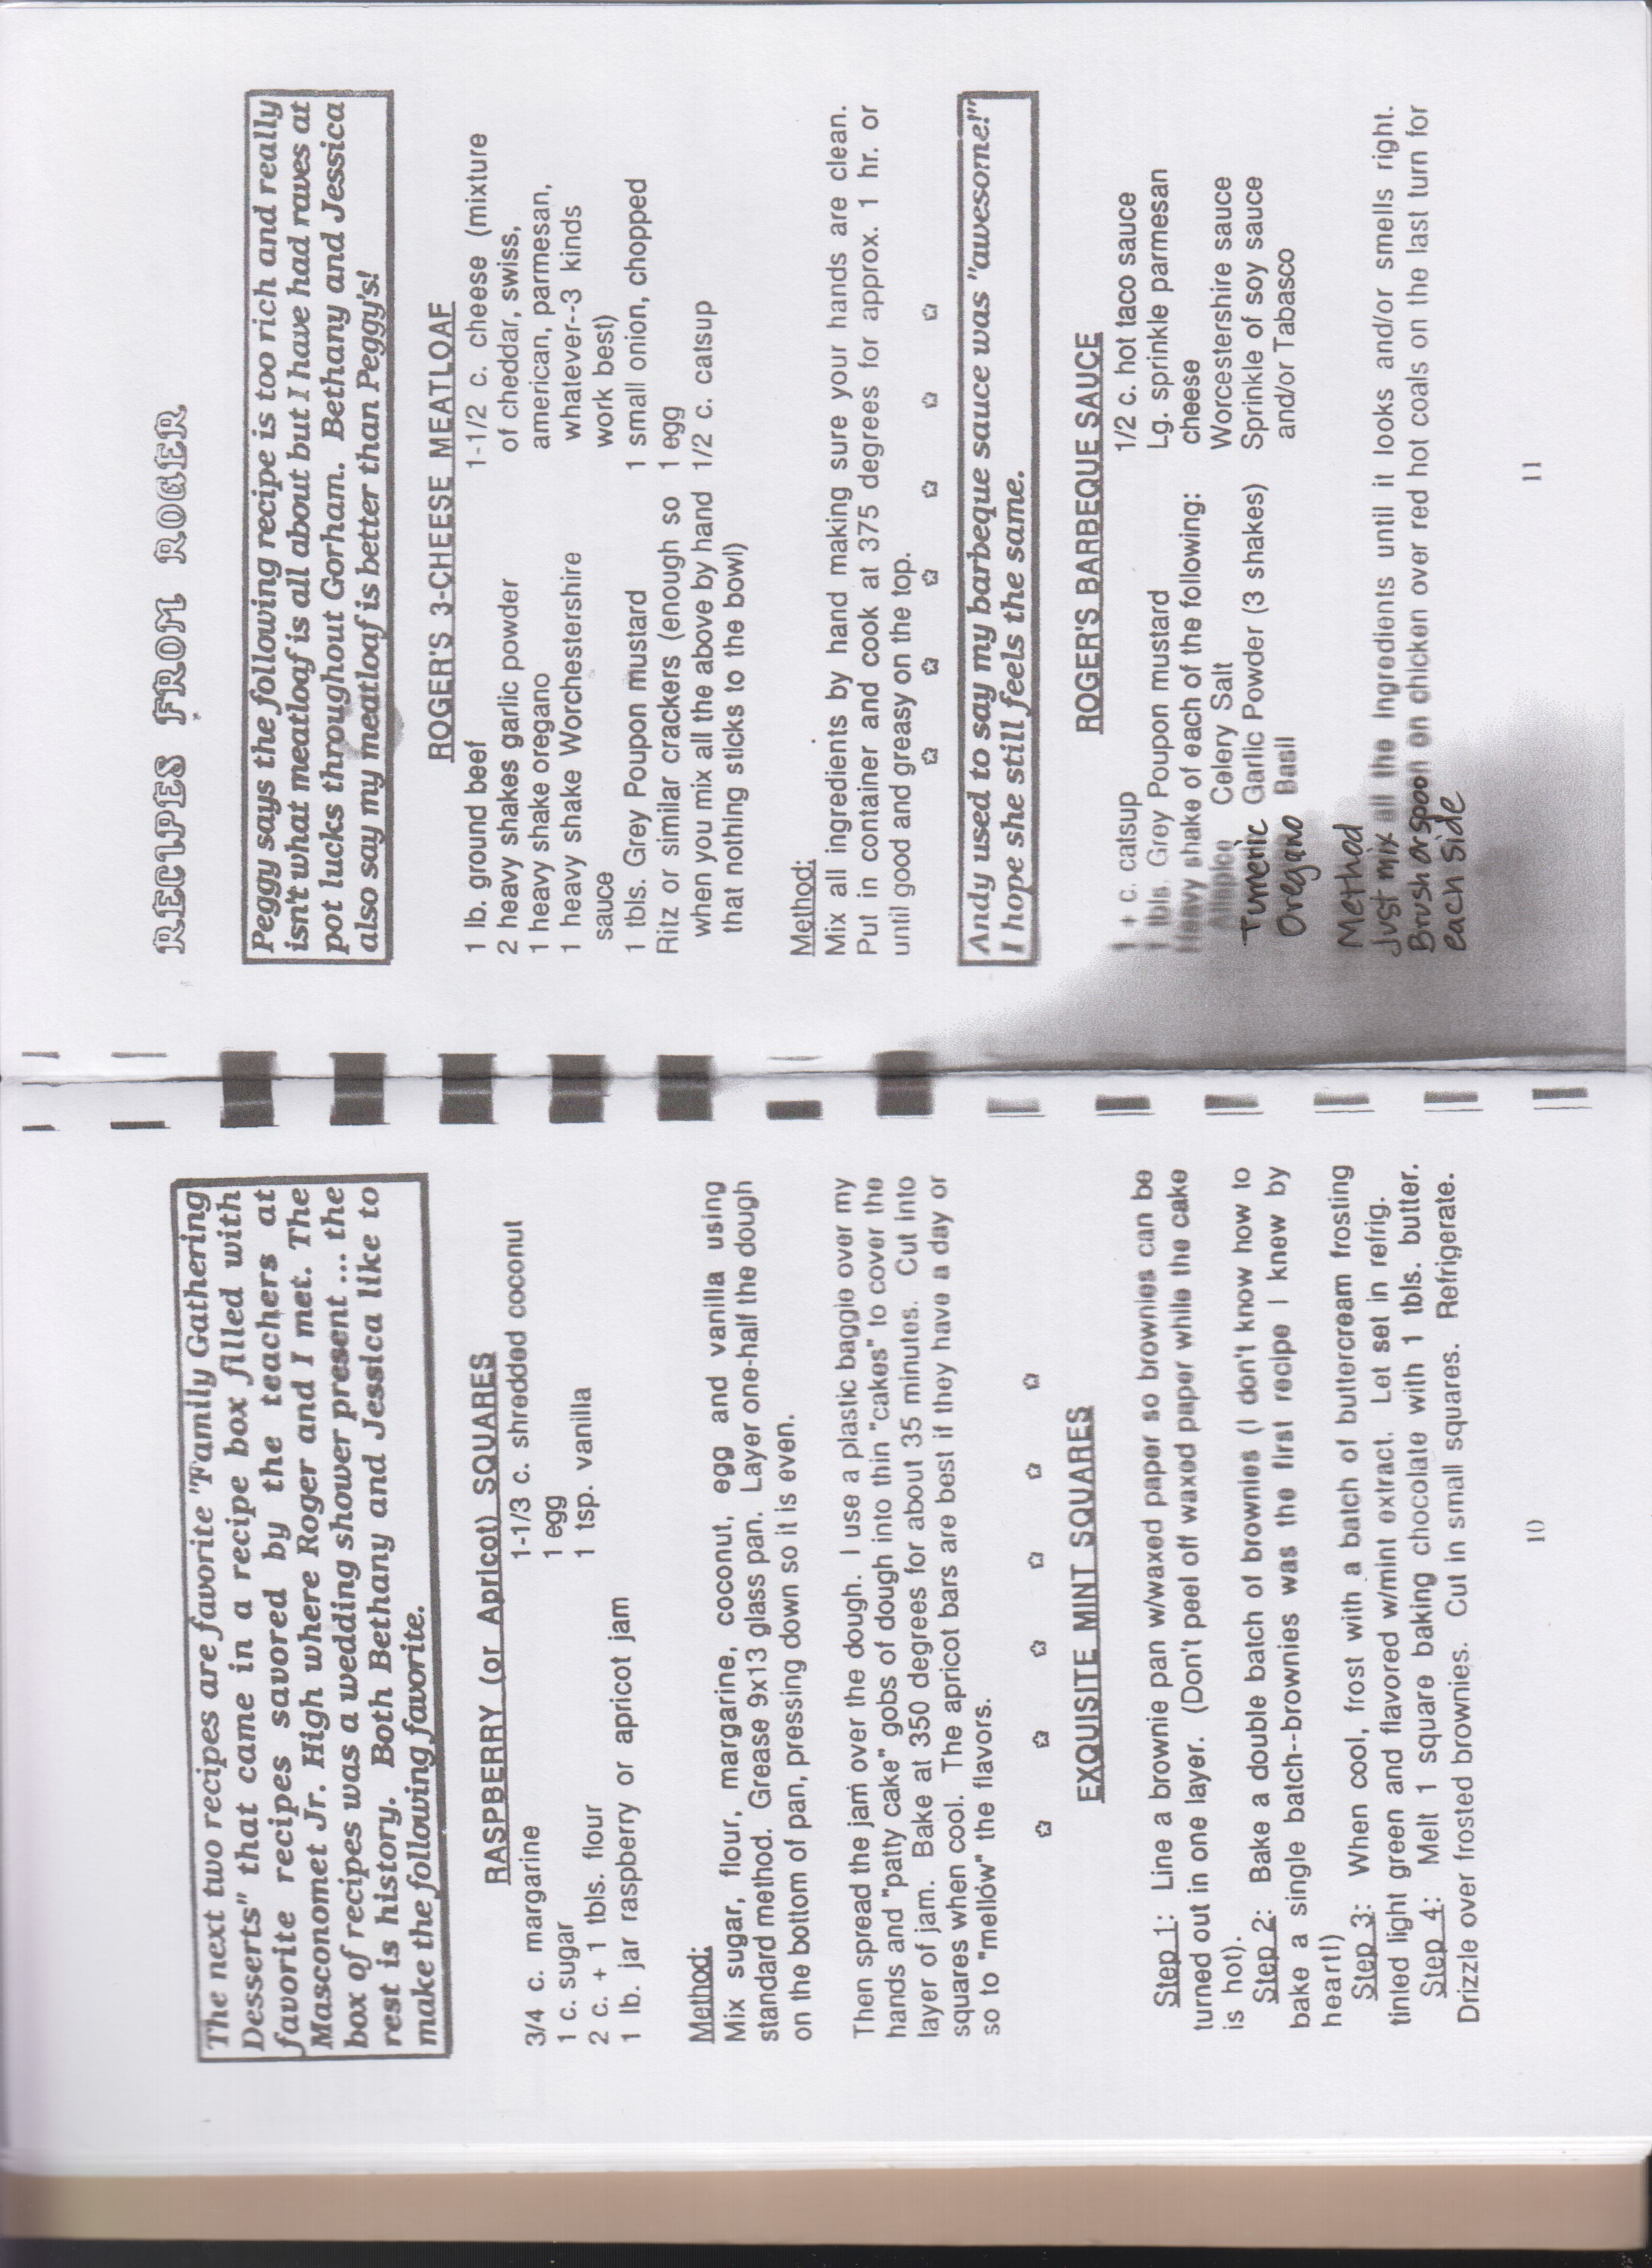 The next two recipes are favorite "Family Gathering
Desserts" that came in a recipe box filled with
favorite recipes savored by the teachers at
Masconomet Jr. High where Roger and I met. The
box of recipes was a wedding shower present ... the
rest is history. Both Bethany and Jessica like to
make the following favorite.
RASPBERRY (or Apricot) SQUARES
3/4 c. margarine
1 c. sugar
2 c. + 1 tbls. flour
1 lb. jar raspberry or apricot jam
1-1/3 c. shredded coconut
1 egg
1 tsp. vanilla
Method:
Mix sugar, flour, margarine, coconut, egg and vanilla using
standard method. Grease 9x13 glass pan. Layer one-half the dough
on the bottom of pan, pressing down so it is even.
Then spread the jam over the dough. I use a plastic baggie over my
hands and "patty cake" gobs of dough into thin "cakes" to cover the
layer of jam. Bake at 350 degrees for about 35 minutes. Cut into
squares when cool. The apricot bars are best if they have a day or
so to "mellow" the flavors.
EXQUISITE MINT SQUARES
Step 1: Line a brownie pan w/waxed paper so brownies can be
turned out in one layer. (Don't peel off waxed paper while the cake
is hot).
Step 2: Bake a double batch of brownies (I don't know how to
bake a single batch--brownies was the first recipe I knew by
heart!)
Step 3: When cool, frost with a batch of buttercream frosting
tinted light green and flavored w/mint extract. Let set in refrig.
Step 4: Melt 1 square baking chocolate with 1 tbls. butter.
Drizzle over frosted brownies. Cut in small squares. Refrigerate.
10
RECIPES FROM ROGER
Peggy says the following recipe is too rich and really
isn't what meatloaf is all about but I have had raves at
pot lucks throughout Gorham. Bethany and Jessica
also say my meatloaf is better than Peggy's!
ROGER'S 3-CHEESE MEATLOAF
1 lb. ground beef
2 heavy shakes garlic powder
1 heavy shake oregano
1 heavy shake Worchestershire
sauce
1 tbls. Grey Poupon mustard
Ritz or similar crackers (enough so
when you mix all the above by hand
that nothing sticks to the bowl)
1-1/2 c. cheese (mixture
of cheddar, swiss,
american, parmesan,
whatever--3 kinds
work best)
1 small onion, chopped
1 egg
1/2 c. catsup
Method:
Mix all ingredients by hand making sure your hands are clean.
Put in container and cook at 375 degrees for approx. 1 hr. or
until good and greasy on the top.
Andy used to say my barbeque sauce was "awesome!"
I hope she still feels the same.
ROGER'S BARBEQUE SAUCE
1 + c. catsup
1 tbls. Grey Poupon mustard
Heavy shake of each of the following:
Allspice Celery Salt
Tumeric Garlic Powder (3 shakes)
Oregano Basil
1/2 c. hot taco sauce
Lg. sprinkle parmesan
cheese
Worcestershire sauce
Sprinkle of soy sauce
and/or Tabasco
Method
Just mix all the ingredients until it looks and/or smells right.
Brush or spoon on chicken over red hot coals on the last turn for
each side
11